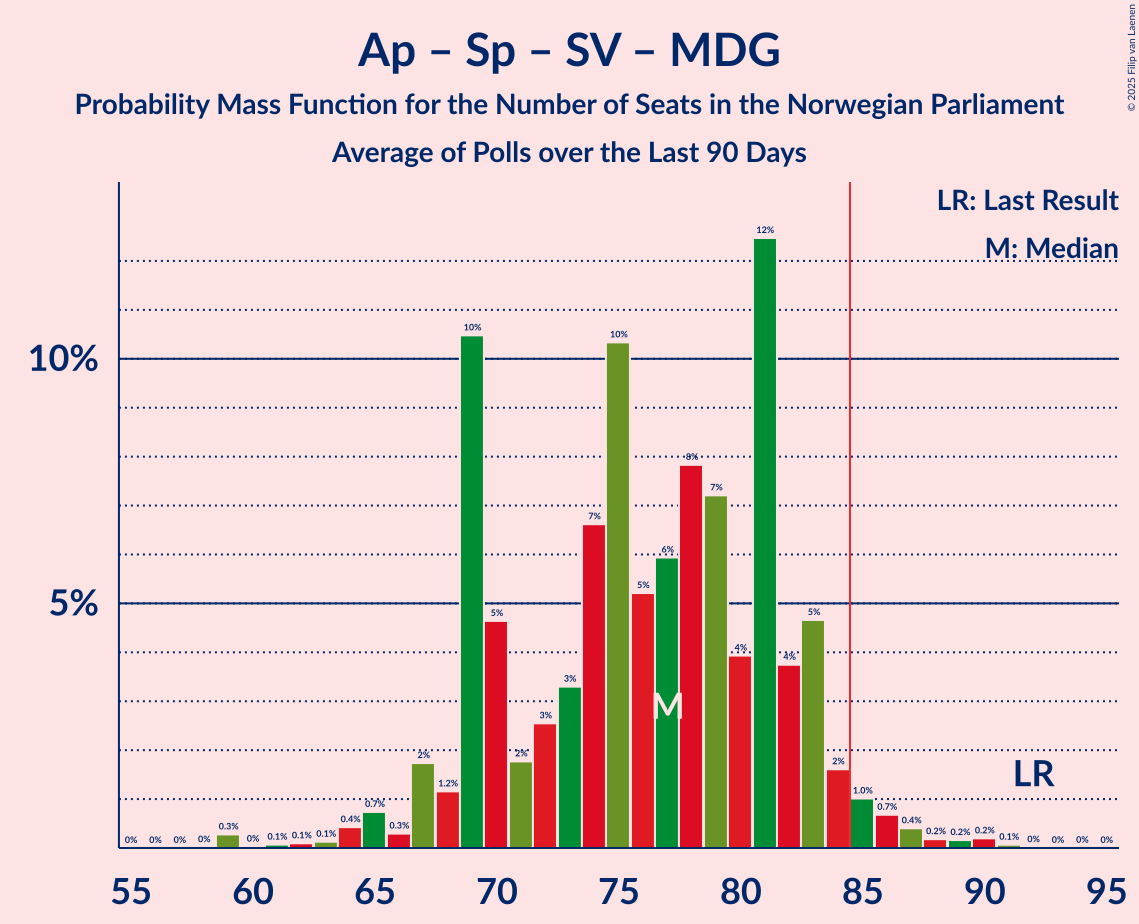 Ap – Sp – SV – MDG
Probability Mass Function for the Number of Seats in the Norwegian Parliament
Average of Polls over the Last 90 Days
© 2025 Filip van Laenen
LR: Last Result
M: Median
10%
5%
0% 0% 0% 0% 0.3% 0% 0.1% 0.1% 0.1% 0.4% 0.7% 0.3% 2% 1.2% 10% 5% 2% 3% 3% 7% 10% 5% 6% 8% 7% 4% 12% 4% 5% 2% 1.0% 0.7% 0.4% 0.2% 0.2% 0.2% 0.1% 0% 0% 0% 0%
M
LR
55 60 65 70 75 80 85 90 95